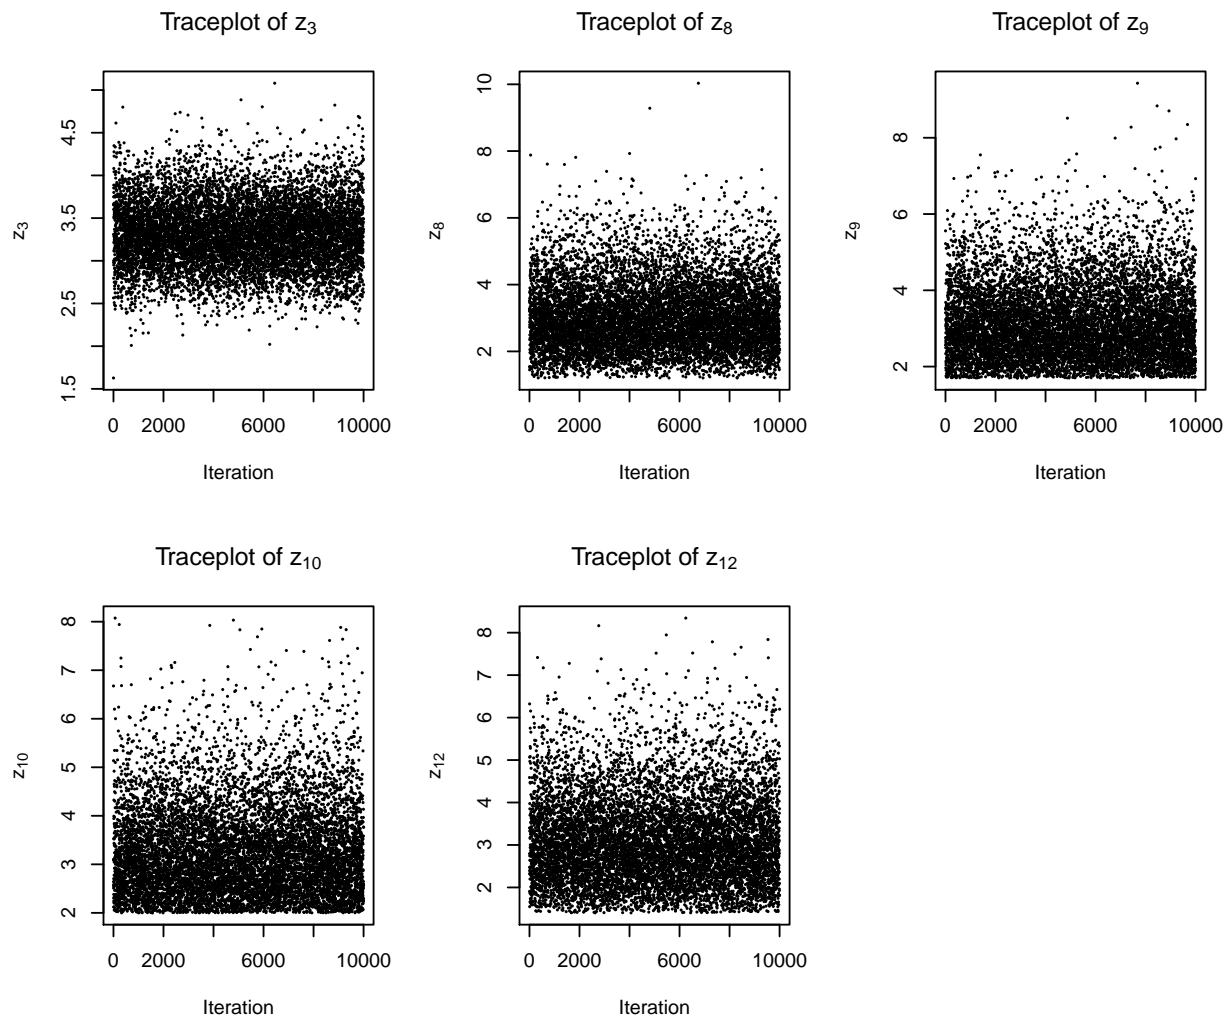 Traceplot of z3
Traceplot of z8
Traceplot of z9
z3
1.5
2.5
3.5
4.5
0 2000 6000 10000
Iteration
z8
2
4
6
8
10
0 2000 6000 10000
Iteration
z9
2
4
6
8
0 2000 6000 10000
Iteration
Traceplot of z10
Traceplot of z12
z10
2
3
4
5
6
7
8
0 2000 6000 10000
Iteration
z12
2
3
4
5
6
7
8
0 2000 6000 10000
Iteration